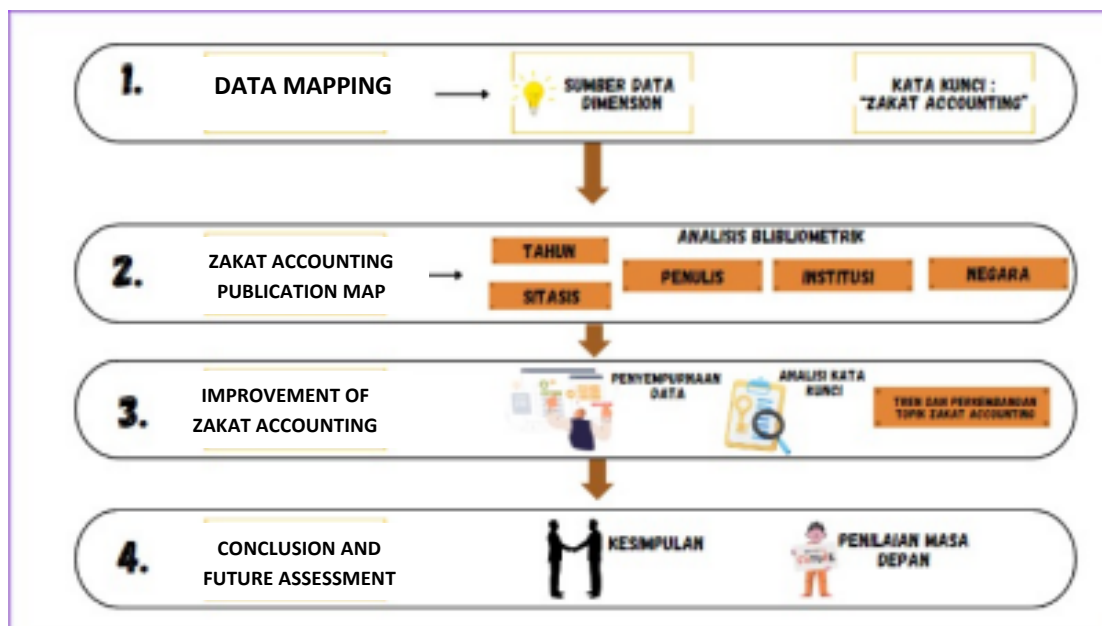 1.
DATA MAPPING
SUMBER DATA
DIMENSION
KATA KUNCI :
"ZAKAT ACCOUNTING"
2.
ZAKAT ACCOUNTING
PUBLICATION MAP
ANALISIS BLIBLIOMETRIK
TAHUN
SITASIS
PENULIS
INSTITUSI
NEGARA
3.
IMPROVEMENT OF
ZAKAT ACCOUNTING
PENYEMPURNAAN
DATA
ANALISI KATA
KUNCI
TREN DAN PERKEMBANGAN
TOPIK ZAKAT ACCOUNTING
4.
CONCLUSION AND
FUTURE ASSESSMENT
KESIMPULAN
PENILAIAN MASA
DEPAN